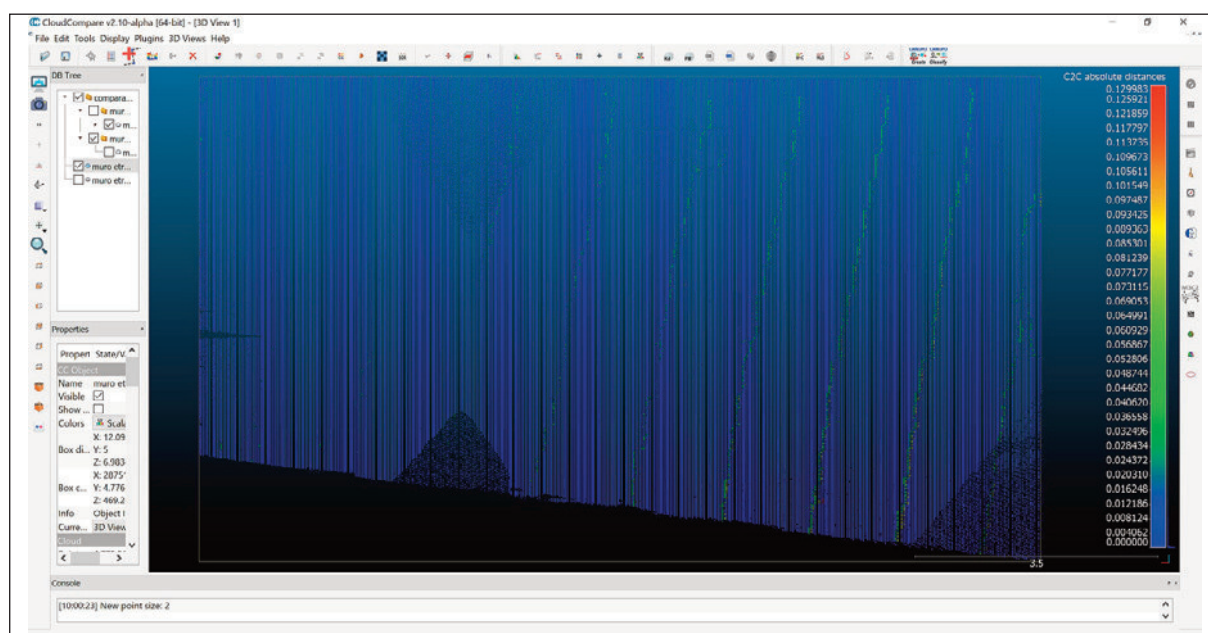 CloudCompare v2.10-alpha [64-bit] - [3D View 1]
File Edit Tools Display Plugins 3D Views Help
DB Tree
compara...
mur...
m...
mur...
m...
muro etr...
muro etr...
Properties
Propert State/V.
CC Object
Name muro et
Visible
Show ...
Colors Scala
X: 12.09
Box di... Y: 5
Z: 6.983
X: 2875
Box c... Y: 4.776
Z: 469.2
Info Object I
Curre... 3D View
Cloud
C2C absolute distances
0.129983
0.125921
0.121859
0.117797
0.113735
0.109673
0.105611
0.101549
0.097487
0.093425
0.089363
0.085301
0.081239
0.077177
0.073115
0.069053
0.064991
0.060929
0.056867
0.052806
0.048744
0.044682
0.040620
0.036558
0.032496
0.028434
0.024372
0.020310
0.016248
0.012186
0.008124
0.004062
0.000000
3.5
Console
[10:00:23] New point size: 2